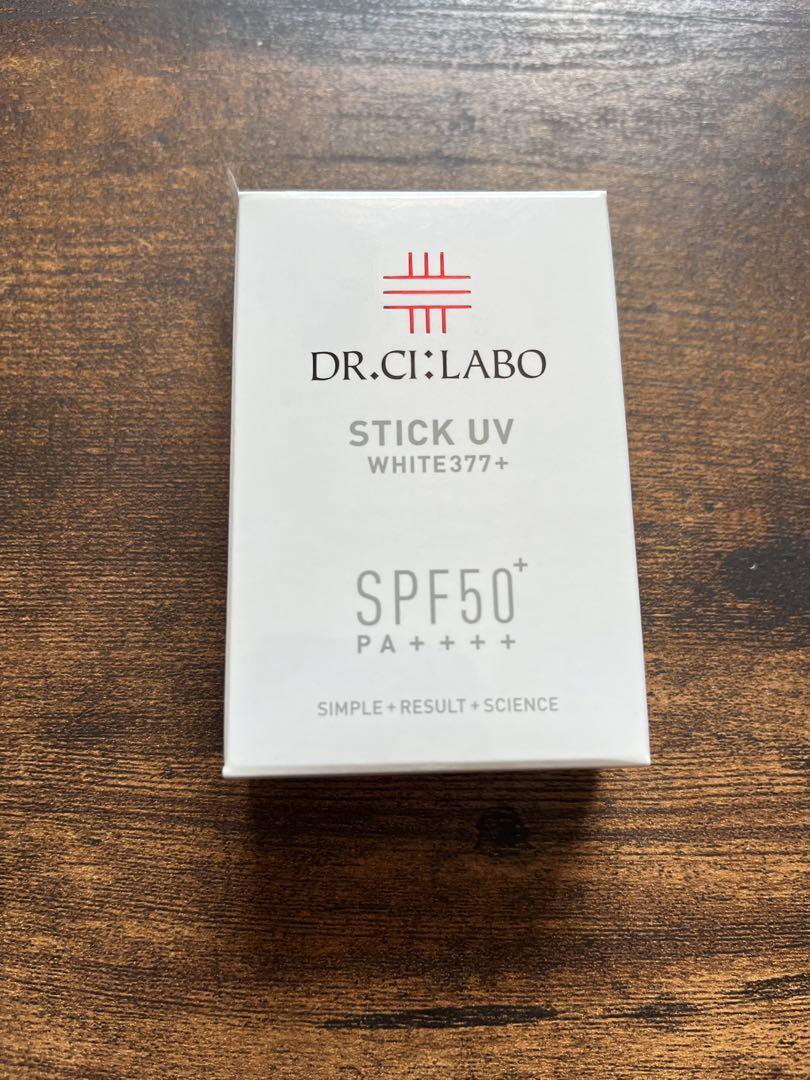 DR.CI:LABO
STICK UV
WHITE377+
SPF50+
PA++++
SIMPLE+RESULT+SCIENCE